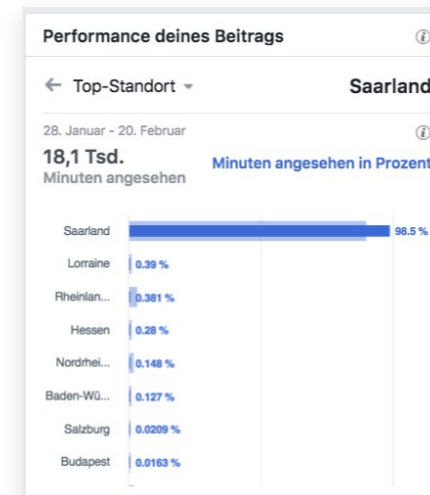 Performance deines Beitrags
← Top-Standort
Saarland
28. Januar - 20. Februar
18,1 Tsd.
Minuten angesehen in Prozent
Minuten angesehen
Saarland 98.5 %
Lorraine 0.39 %
Rheinlan... 0.381 %
Hessen 0.28 %
Nordrhei... 0.148 %
Baden-Wü... 0.127 %
Salzburg 0.0209 %
Budapest 0.0163 %